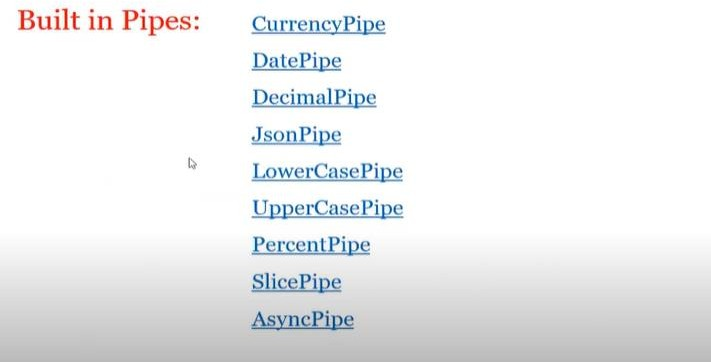 Built in Pipes:
CurrencyPipe
DatePipe
DecimalPipe
JsonPipe
LowerCasePipe
UpperCasePipe
PercentPipe
SlicePipe
AsyncPipe